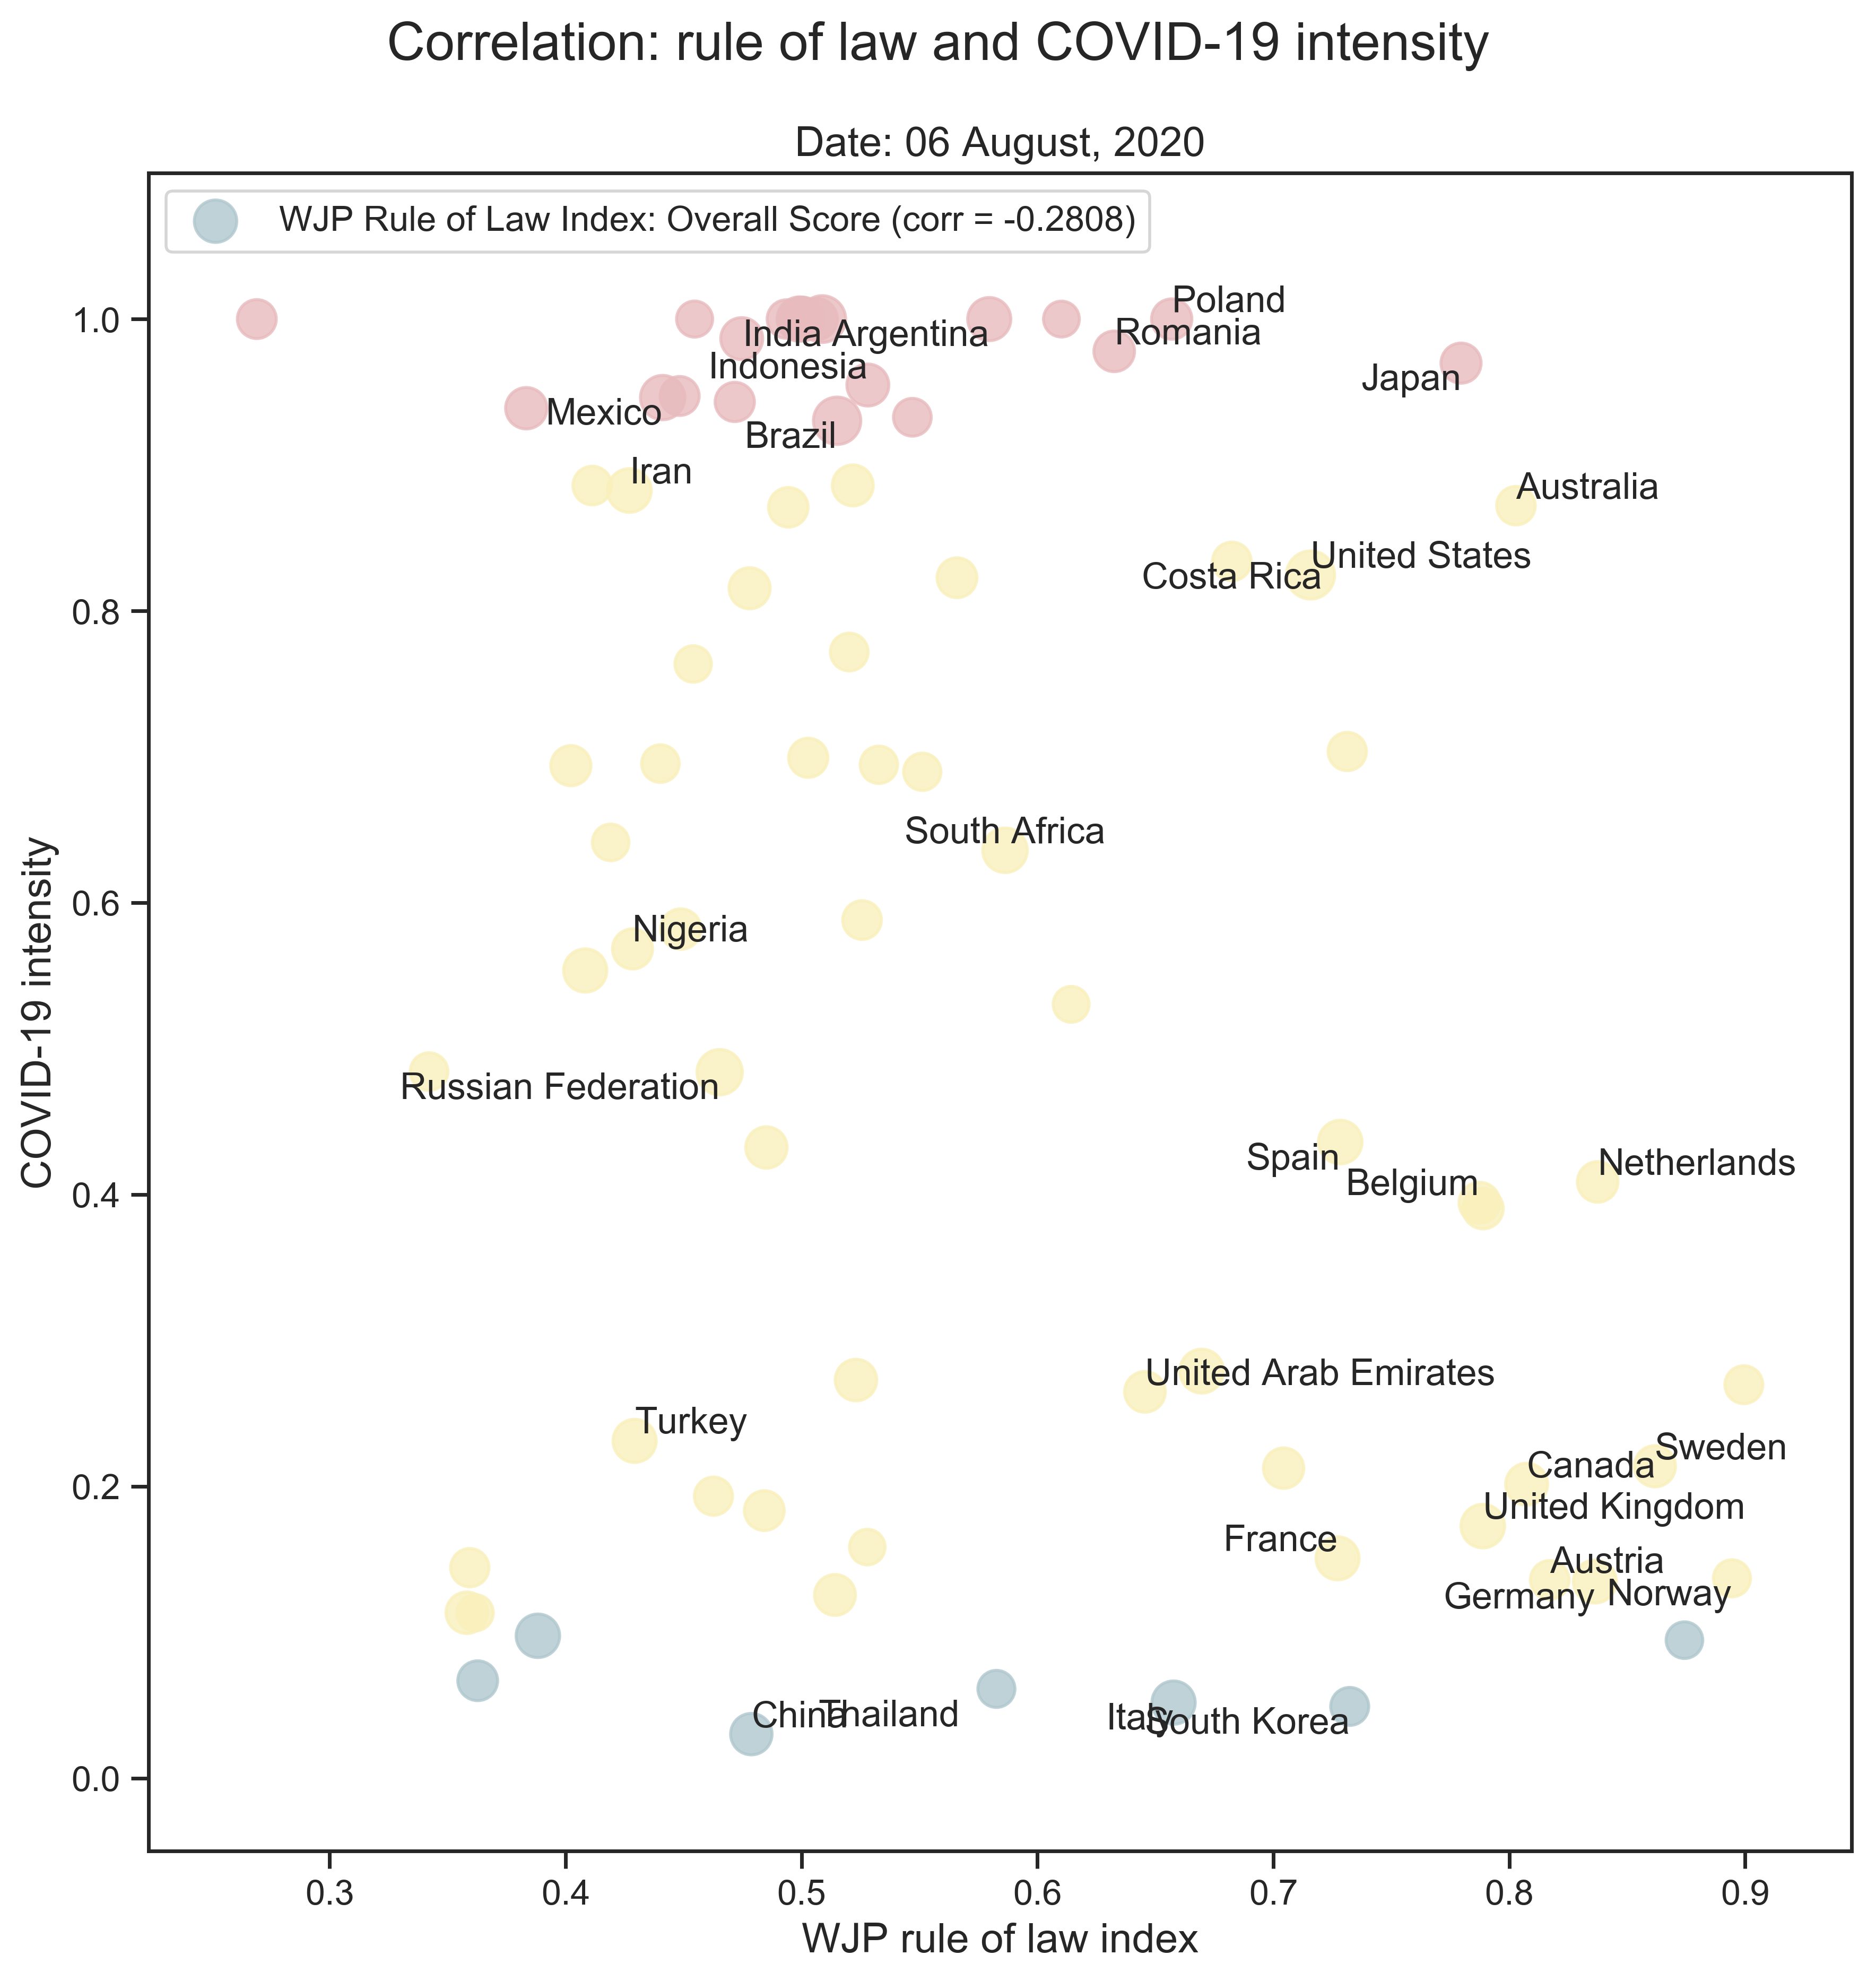 Correlation: rule of law and COVID-19 intensity
Date: 06 August, 2020
WJP Rule of Law Index: Overall Score (corr = -0.2808)
Poland
1.0
India Argentina
Romania
Indonesia
Japan
Mexico
Brazil
Iran
Australia
United States
Costa Rica
0.8
South Africa
COVID-19 intensity
0.6
Nigeria
Russian Federation
Spain
Netherlands
Belgium
0.4
United Arab Emirates
Turkey
Sweden
Canada
0.2
United Kingdom
France
Austria
Germany
Norway
China
Thailand
Italy
South Korea
0.0
0.3 0.4 0.5 0.6 0.7 0.8 0.9
WJP rule of law index